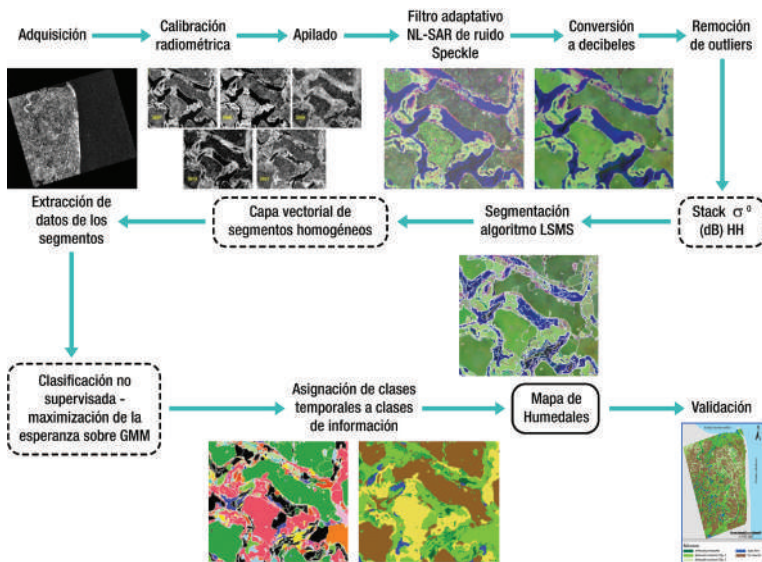 Adquisición
Calibración
radiométrica
Apilado
Filtro adaptativo
NL-SAR de ruido
Speckle
Conversión
a decibeles
Remoción
de outliers
Extracción de
datos de los
segmentos
Capa vectorial de
segmentos homogéneos
Segmentación
algoritmo LSMS
Stack σ⁰
(dB) HH
Clasificación no
supervisada -
maximización de la
esperanza sobre GMM
Asignación de clases
temporales a clases
de información
Mapa de
Humedales
Validación